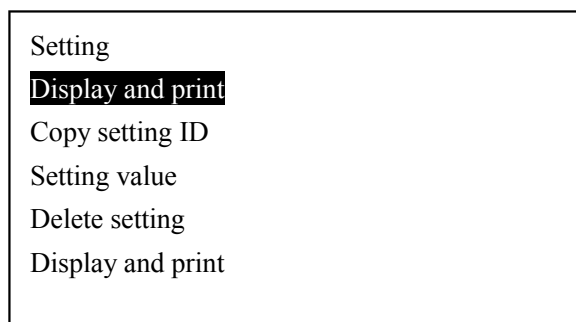 Setting
Display and print
Copy setting ID
Setting value
Delete setting
Display and print